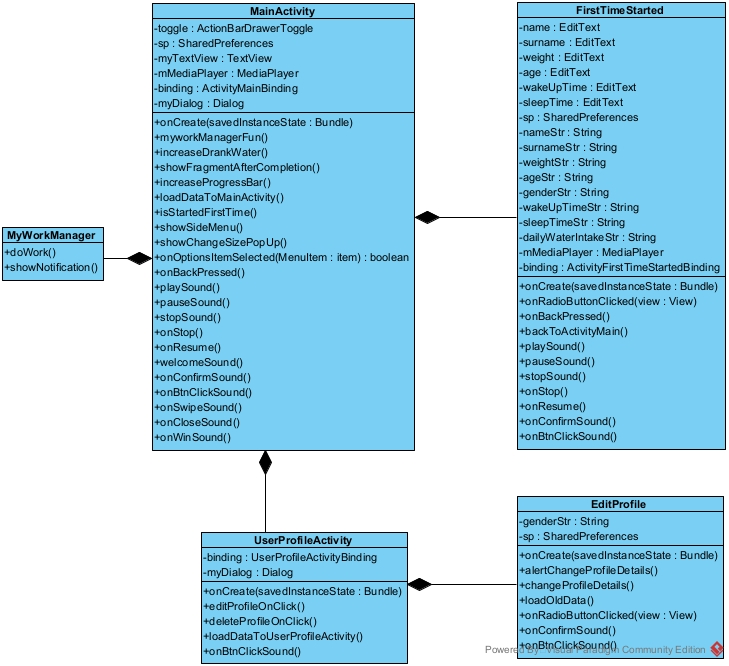 MainActivity
-toggle : ActionBarDrawerToggle
-sp : SharedPreferences
-myTextView : TextView
-mMediaPlayer : MediaPlayer
-binding : ActivityMainBinding
-myDialog : Dialog
+onCreate(savedInstanceState : Bundle)
+myworkManagerFun()
+increaseDrankWater()
+showFragmentAfterCompletion()
+increaseProgressBar()
+loadDataToMainActivity()
+isStartedFirstTime()
+showSideMenu()
+showChangeSizePopUp()
+onOptionsItemSelected(MenuItem : item) : boolean
+onBackPressed()
+playSound()
+pauseSound()
+stopSound()
+onStop()
+onResume()
+welcomeSound()
+onConfirmSound()
+onBtnClickSound()
+onSwipeSound()
+onCloseSound()
+onWinSound()
FirstTimeStarted
-name : EditText
-surname : EditText
-weight : EditText
-age : EditText
-wakeUpTime : EditText
-sleepTime : EditText
-sp : SharedPreferences
-nameStr : String
-surnameStr : String
-weightStr : String
-ageStr : String
-genderStr : String
-wakeUpTimeStr : String
-sleepTimeStr : String
-dailyWaterIntakeStr : String
-mMediaPlayer : MediaPlayer
-binding : ActivityFirstTimeStartedBinding
+onCreate(savedInstanceState : Bundle)
+onRadioButtonClicked(view : View)
+onBackPressed()
+backToActivityMain()
+playSound()
+pauseSound()
+stopSound()
+onStop()
+onResume()
+onConfirmSound()
+onBtnClickSound()
MyWorkManager
+doWork()
+showNotification()
UserProfileActivity
-binding : UserProfileActivityBinding
-myDialog : Dialog
+onCreate(savedInstanceState : Bundle)
+editProfileOnClick()
+deleteProfileOnClick()
+loadDataToUserProfileActivity()
+onBtnClickSound()
EditProfile
-genderStr : String
-sp : SharedPreferences
+onCreate(savedInstanceState : Bundle)
+alertChangeProfileDetails()
+changeProfileDetails()
+loadOldData()
+onRadioButtonClicked(view : View)
+onConfirmSound()
+onBtnClickSound()
Powered By: Visual Paradigm Community Edition